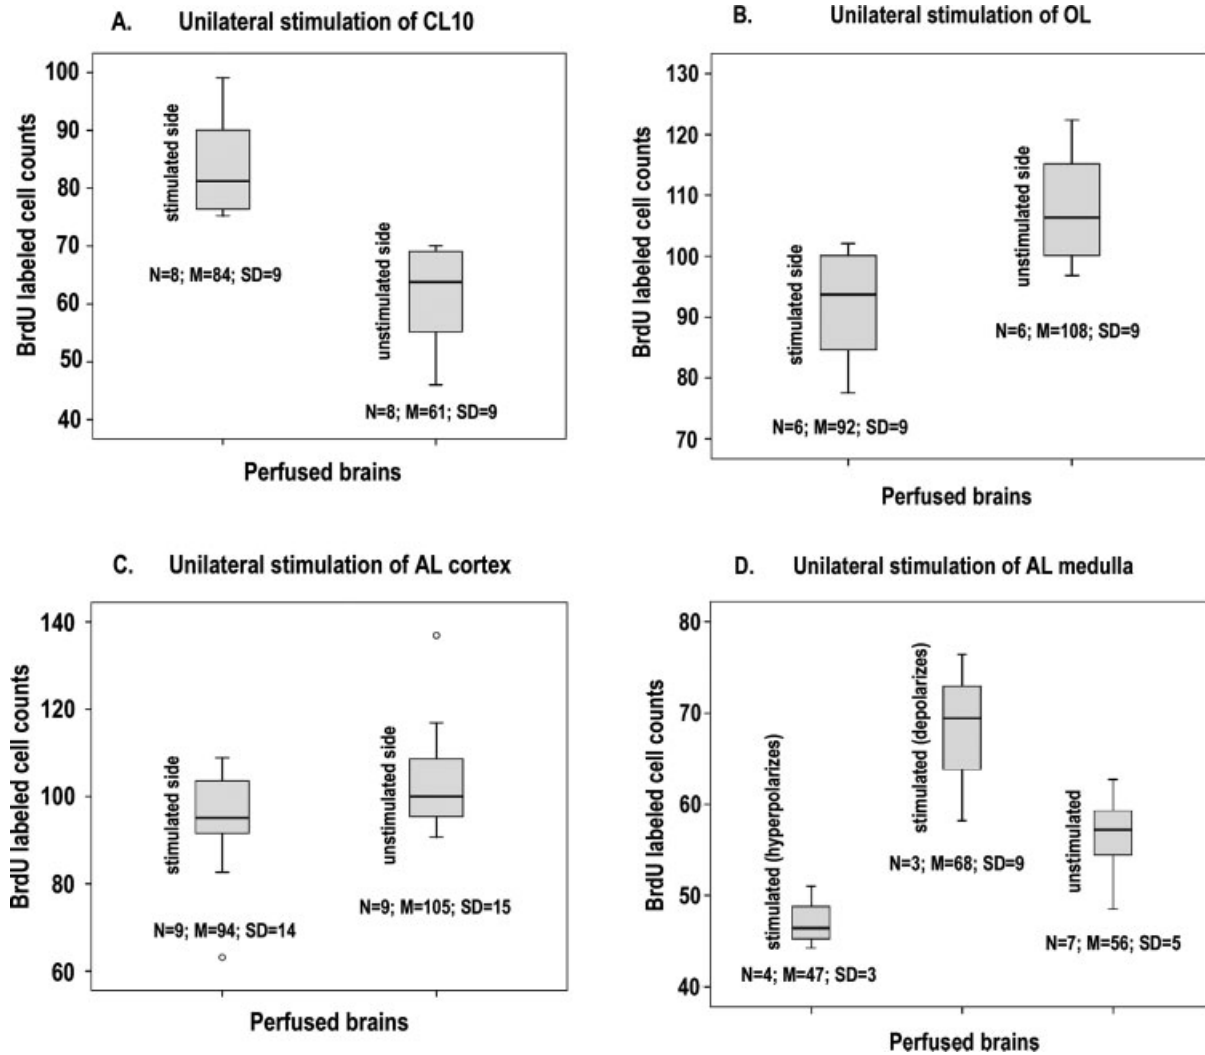 A. Unilateral stimulation of CL10
BrdU labeled cell counts
100
90
80
70
60
50
40
stimulated side
N=8; M=84; SD=9
unstimulated side
N=8; M=61; SD=9
Perfused brains
B. Unilateral stimulation of OL
BrdU labeled cell counts
130
120
110
100
90
80
70
stimulated side
N=6; M=92; SD=9
unstimulated side
N=6; M=108; SD=9
Perfused brains
C. Unilateral stimulation of AL cortex
BrdU labeled cell counts
140
120
100
80
60
stimulated side
N=9; M=94; SD=14
unstimulated side
N=9; M=105; SD=15
Perfused brains
D. Unilateral stimulation of AL medulla
BrdU labeled cell counts
80
70
60
50
40
stimulated (hyperpolarizes)
N=4; M=47; SD=3
stimulated (depolarizes)
N=3; M=68; SD=9
unstimulated
N=7; M=56; SD=5
Perfused brains